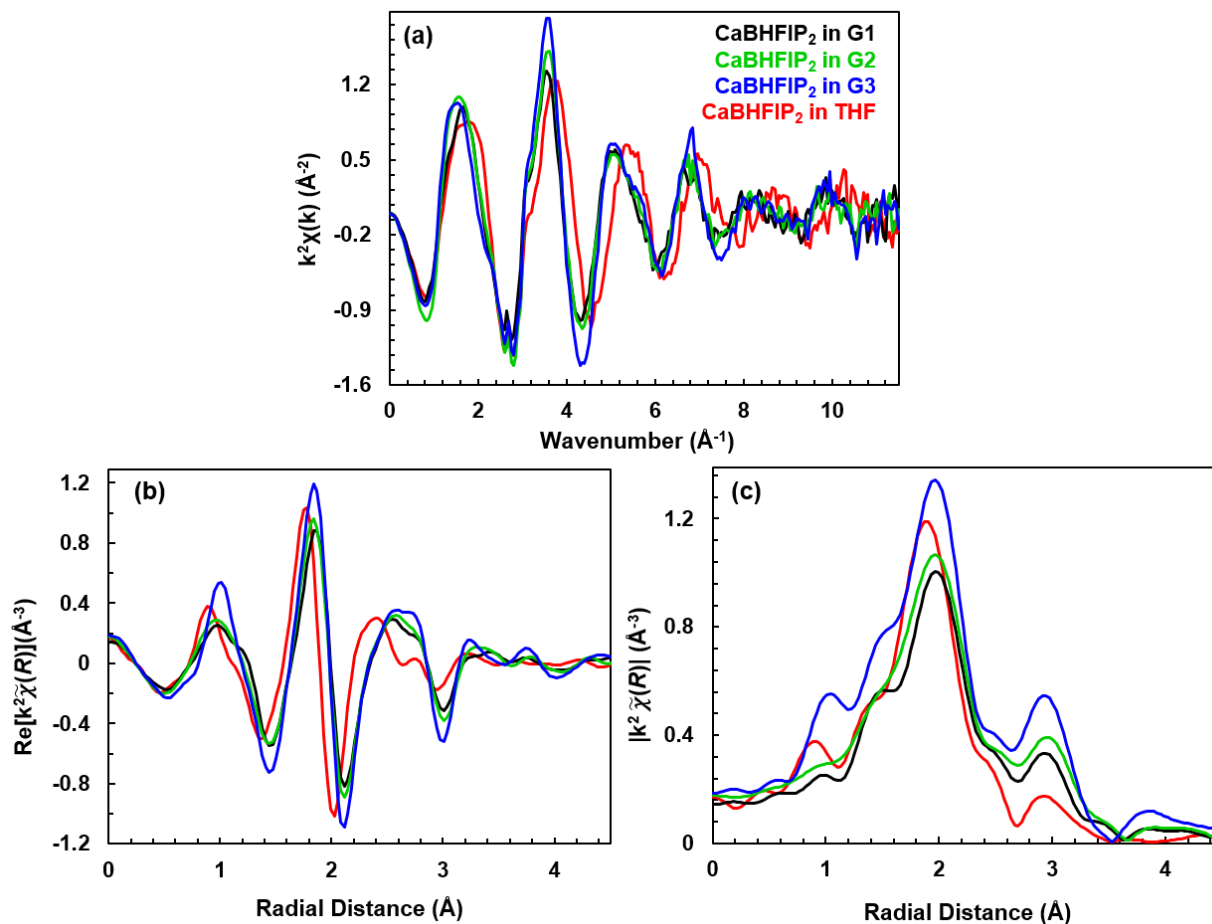 (a)
CaBHFIP₂ in G1
CaBHFIP₂ in G2
CaBHFIP₂ in G3
CaBHFIP₂ in THF
k²χ(k) (Å⁻²)
1.2
0.5
-0.2
-0.9
-1.6
0 2 4 6 8 10
Wavenumber (Å⁻¹)
(b)
Re[k²χ̃(R)](Å⁻³)
1.2
0.8
0.4
0
-0.4
-0.8
-1.2
0 1 2 3 4
Radial Distance (Å)
(c)
|k² χ̃(R)| (Å⁻³)
1.2
0.8
0.4
0
0 1 2 3 4
Radial Distance (Å)